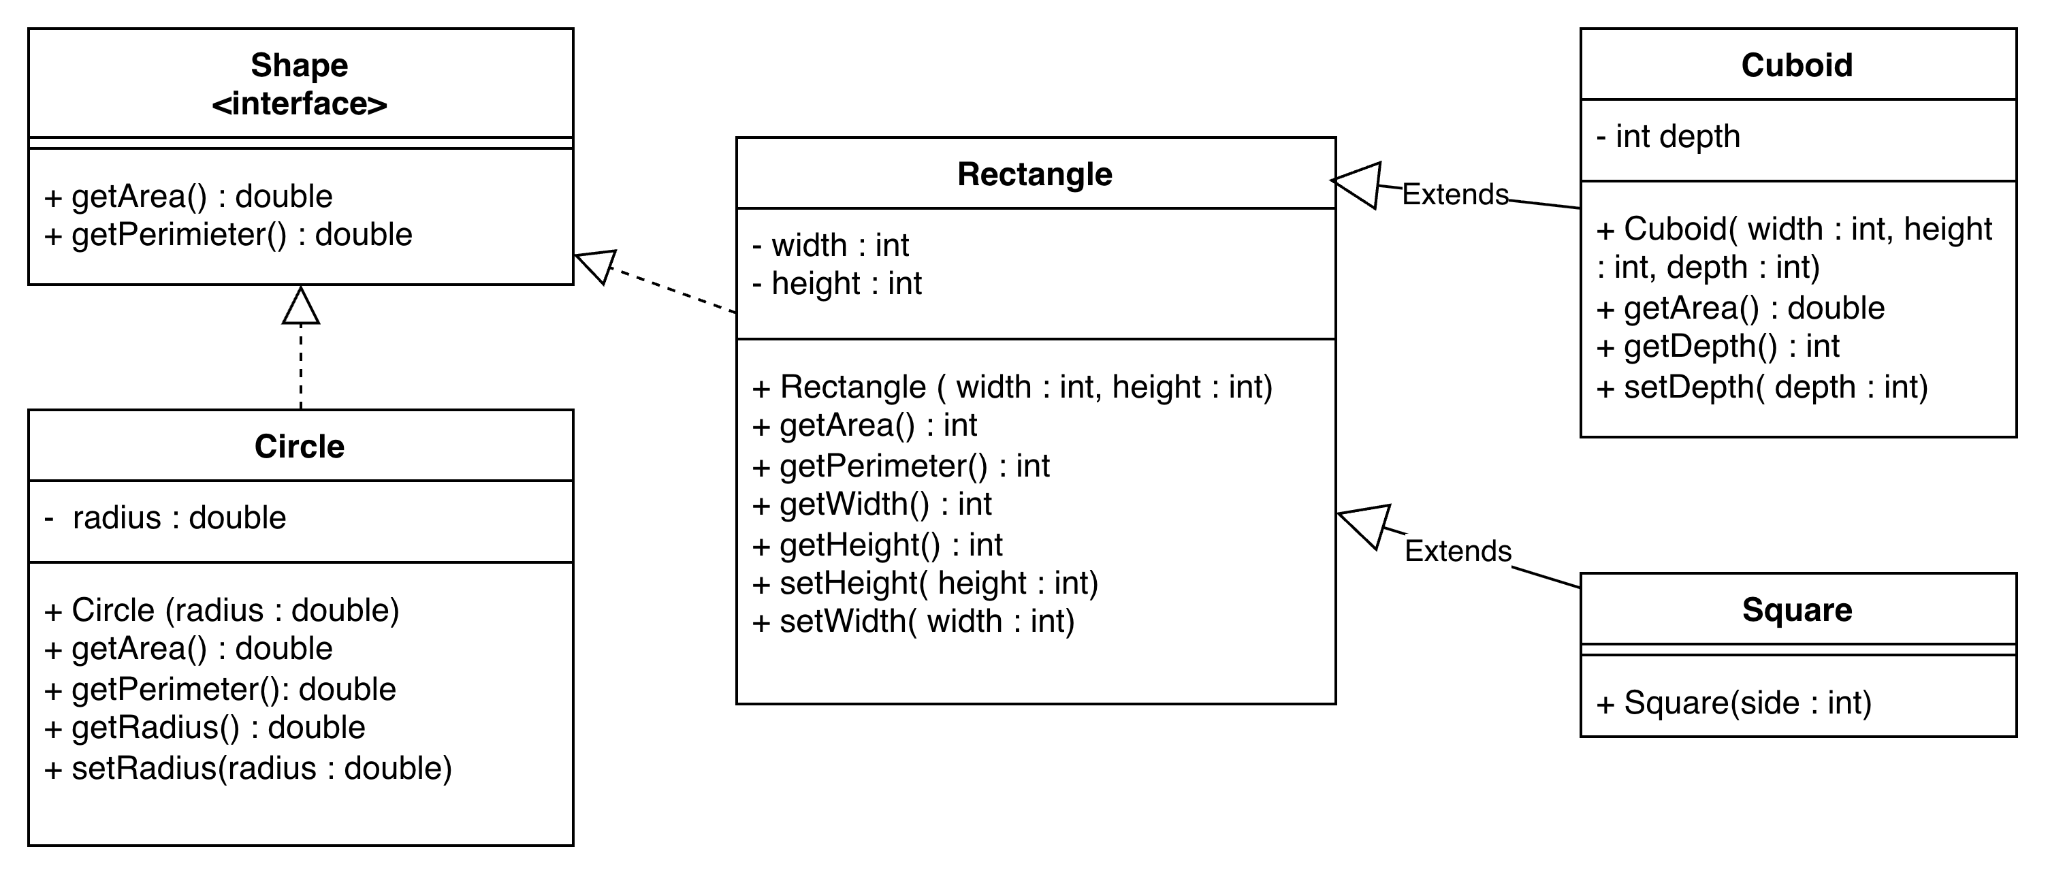 Shape
<interface>
+ getArea() : double
+ getPerimieter() : double
Circle
- radius : double
+ Circle (radius : double)
+ getArea() : double
+ getPerimeter(): double
+ getRadius() : double
+ setRadius(radius : double)
Rectangle
- width : int
- height : int
+ Rectangle ( width : int, height : int)
+ getArea() : int
+ getPerimeter() : int
+ getWidth() : int
+ getHeight() : int
+ setHeight( height : int)
+ setWidth( width : int)
Extends
Extends
Cuboid
- int depth
+ Cuboid( width : int, height
: int, depth : int)
+ getArea() : double
+ getDepth() : int
+ setDepth( depth : int)
Square
+ Square(side : int)